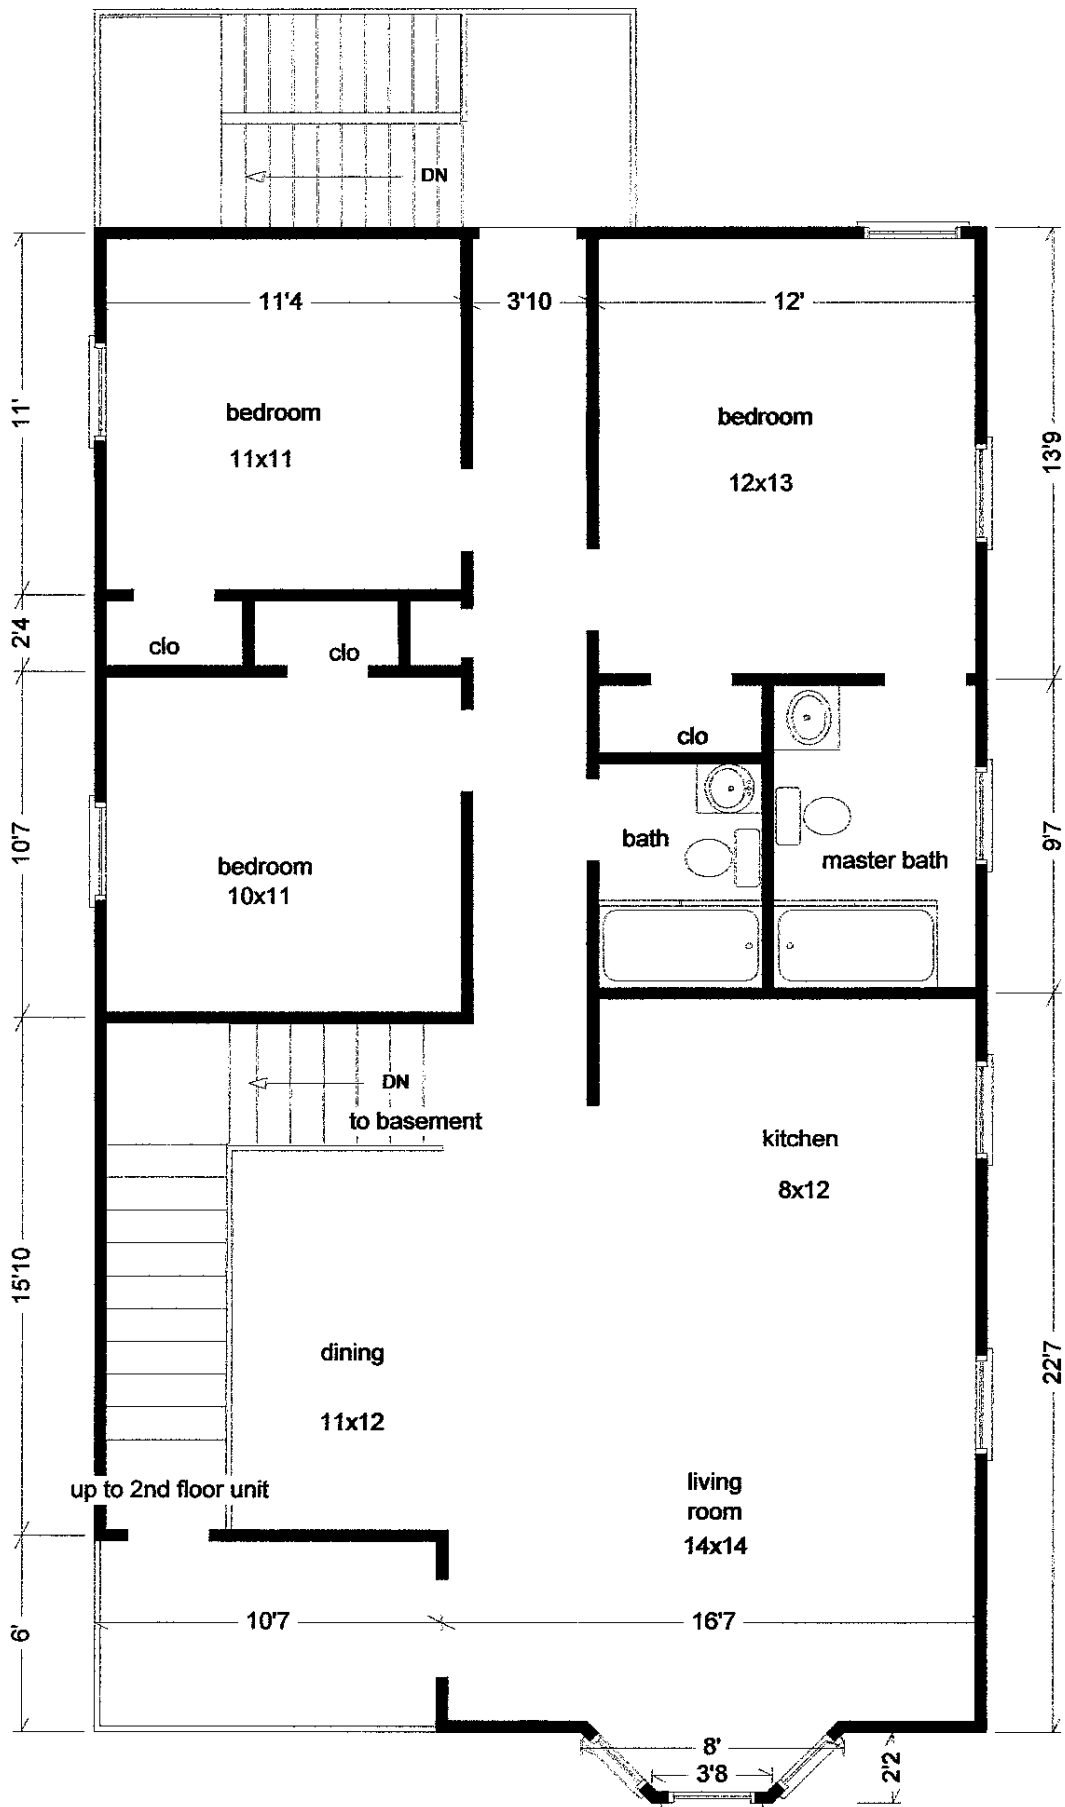 DN
11'4
3'10
12'
11'
bedroom
11x11
bedroom
12x13
13'9
2'4
clo
clo
clo
10'7
bedroom
10x11
bath
master bath
9'7
DN
to basement
kitchen
8x12
15'10
dining
11x12
22'7
up to 2nd floor unit
living
room
14x14
6'
10'7
16'7
8'
3'8
2'2